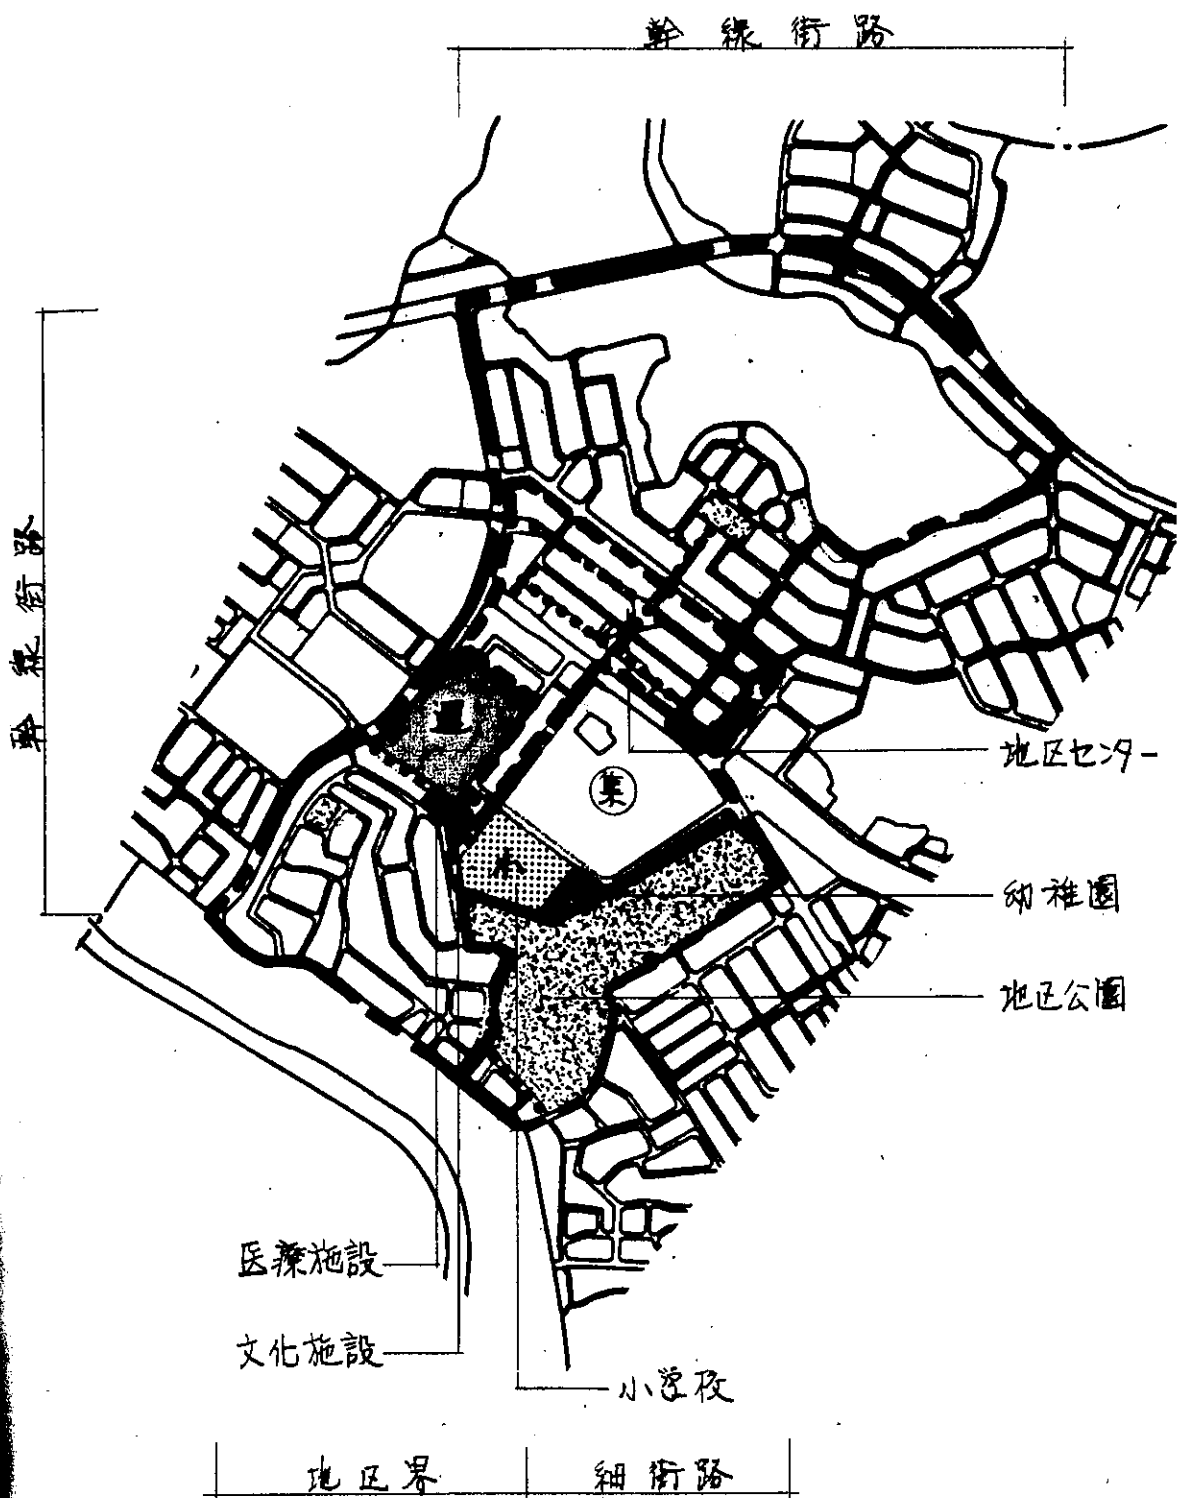 幹線街路
幹線街路
集
小
地区センター
幼稚園
地区公園
医療施設
文化施設
小学校
地区界
細街路